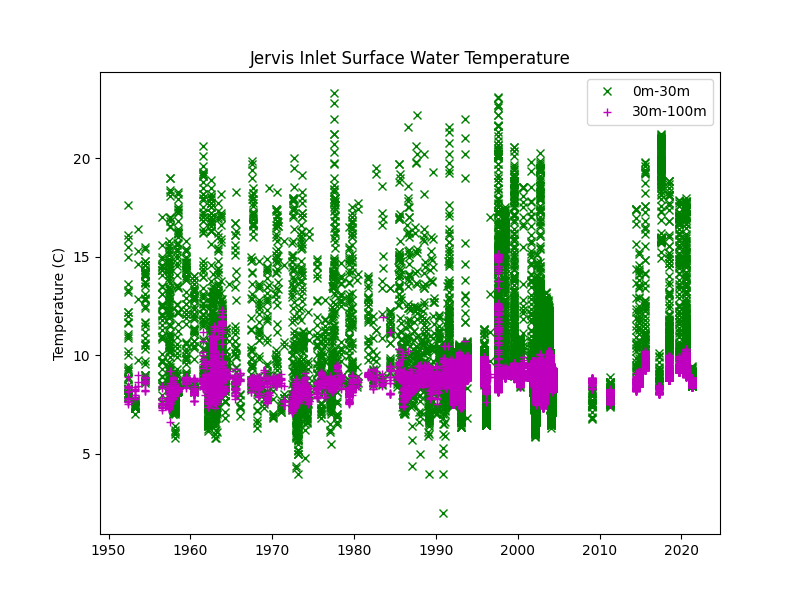 Jervis Inlet Surface Water Temperature
0m-30m
30m-100m
Temperature (C)
20
15
10
5
1950 1960 1970 1980 1990 2000 2010 2020